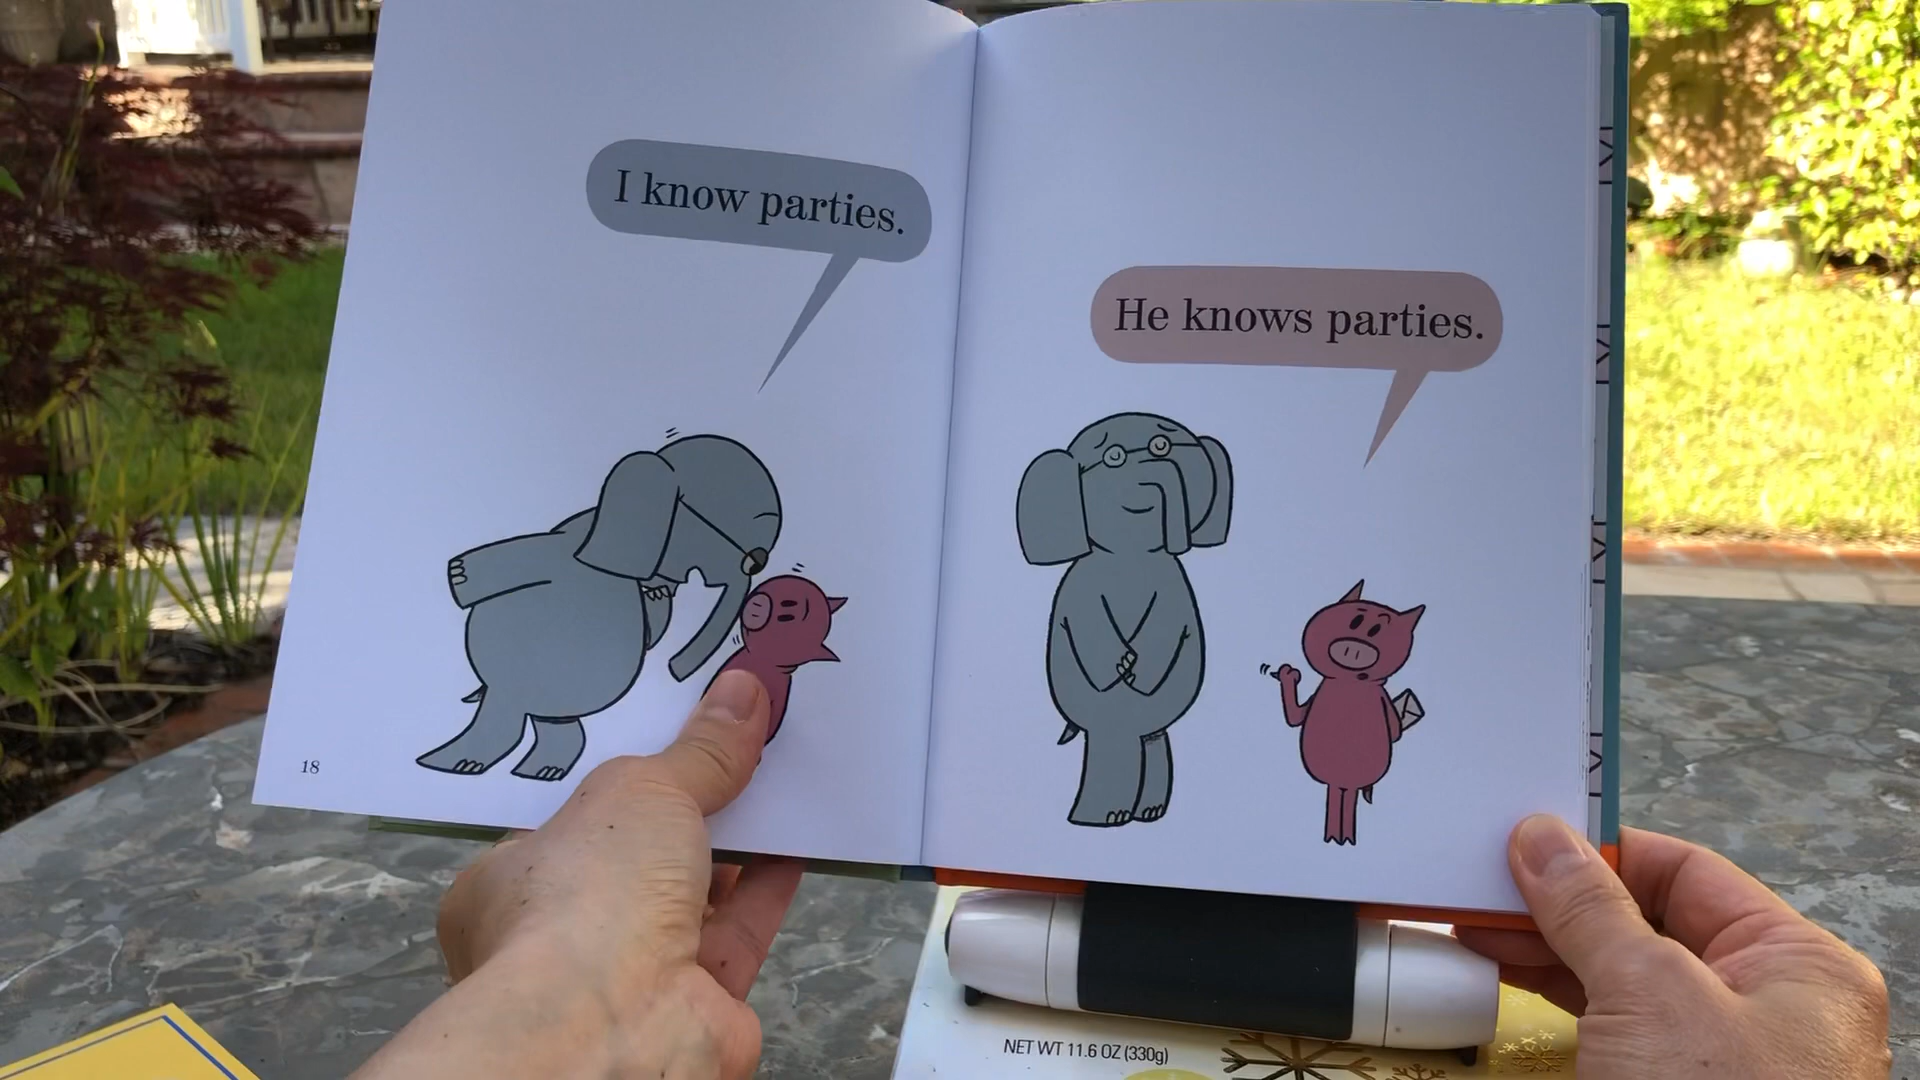 I know parties.
He knows parties.
18
NET WT 11.6 OZ (330g)